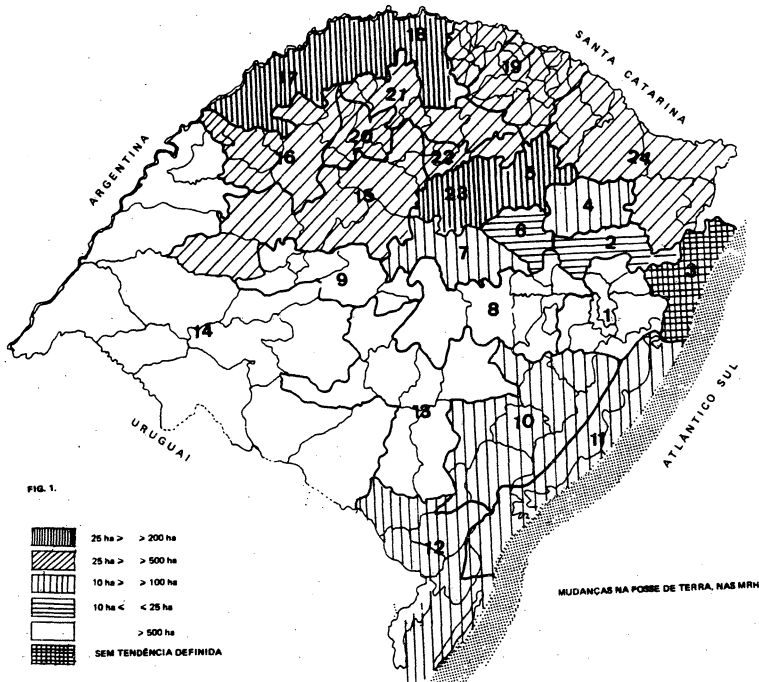 SANTA CATARINA
ARGENTINA
18
17
19
21
20
22
16
24
5
23
15
4
6
2
7
3
9
8
1
14
10
13
11
12
URUGUAI
ATLÂNTICO SUL
FIG. 1.
25 ha > > 200 ha
25 ha > > 500 ha
10 ha > > 100 ha
10 ha < < 25 ha
> 500 ha
SEM TENDÊNCIA DEFINIDA
MUDANÇAS NA POSSE DE TERRA, NAS MRH